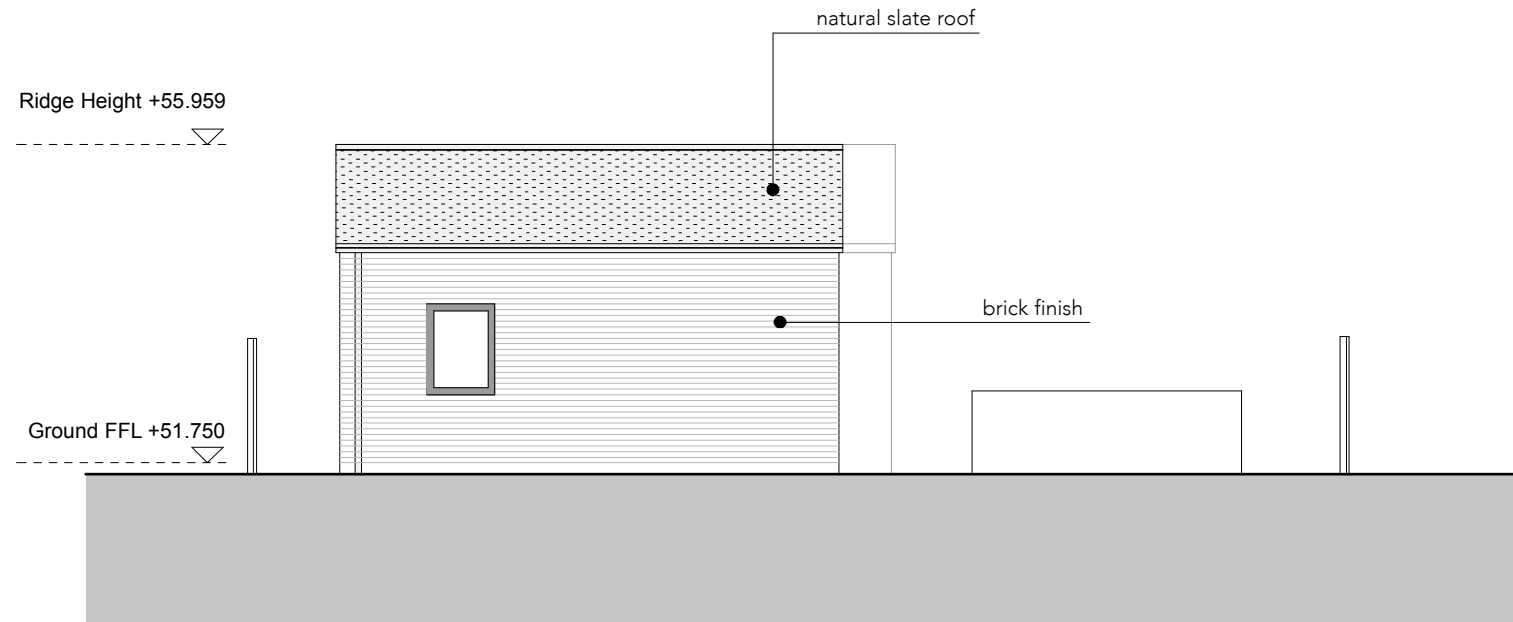 natural slate roof
Ridge Height +55.959
brick finish
Ground FFL +51.750